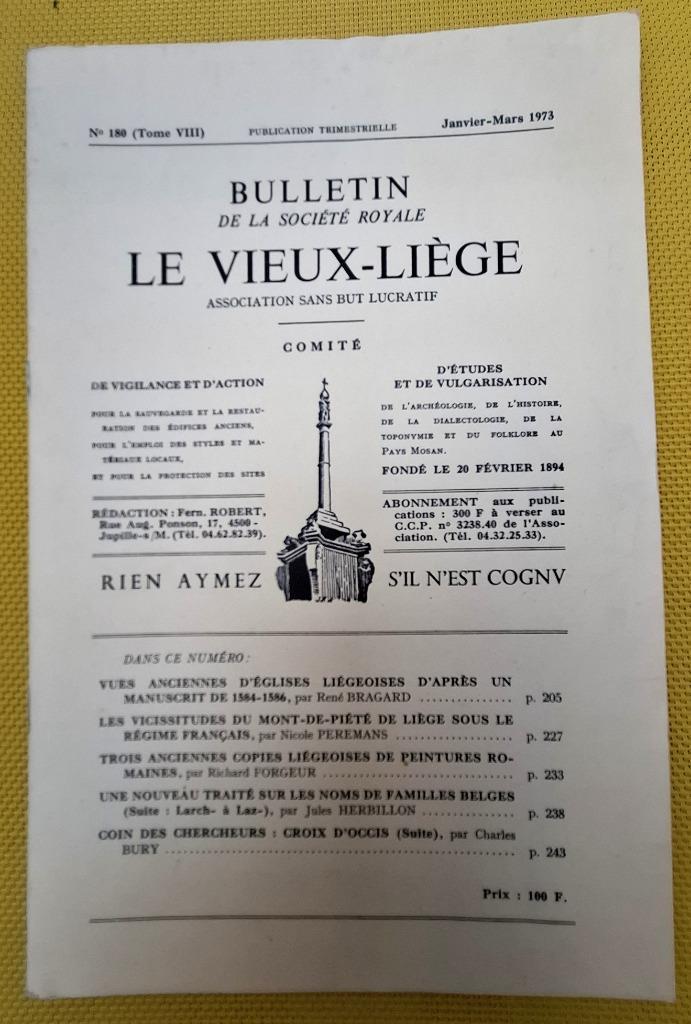 Nº 180 (Tome VIII) PUBLICATION TRIMESTRIELLE Janvier-Mars 1973
BULLETIN
DE LA SOCIÉTÉ ROYALE
LE VIEUX-LIÈGE
ASSOCIATION SANS BUT LUCRATIF
COMITÉ
DE VIGILANCE ET D'ACTION
POUR LA SAUVEGARDE ET LA RESTAU-
RATION DES ÉDIFICES ANCIENS,
POUR L'EMPLOI DES STYLES ET MA-
TÉRIAUX LOCAUX,
ET POUR LA PROTECTION DES SITES
D'ÉTUDES
ET DE VULGARISATION
DE L'ARCHÉOLOGIE, DE L'HISTOIRE,
DE LA DIALECTOLOGIE, DE LA
TOPONYMIE ET DU FOLKLORE AU
PAYS MOSAN.
FONDÉ LE 20 FÉVRIER 1894
RÉDACTION : Fern. ROBERT,
Rue Aug. Ponson, 17, 4500 -
Jupille-s/M. (Tél. 04.62.82.39).
ABONNEMENT aux publi-
cations : 300 F à verser au
C.C.P. nº 3238.40 de l'Asso-
ciation. (Tél. 04.32.25.33).
RIEN AYMEZ S'IL N'EST COGNV
DANS CE NUMÉRO :
VUES ANCIENNES D'ÉGLISES LIÉGEOISES D'APRÈS UN
MANUSCRIT DE 1584-1586, par René BRAGARD ............... p. 205
LES VICISSITUDES DU MONT-DE-PIÉTÉ DE LIÈGE SOUS LE
RÉGIME FRANÇAIS, par Nicole PEREMANS .................... p. 227
TROIS ANCIENNES COPIES LIÉGEOISES DE PEINTURES RO-
MAINES, par Richard FORGEUR ................................ p. 233
UNE NOUVEAU TRAITÉ SUR LES NOMS DE FAMILLES BELGES
(Suite : Larch- à Laz-), par Jules HERBILLON ................ p. 238
COIN DES CHERCHEURS : CROIX D'OCCIS (Suite), par Charles
BURY ............................................................ p. 243
Prix : 100 F.